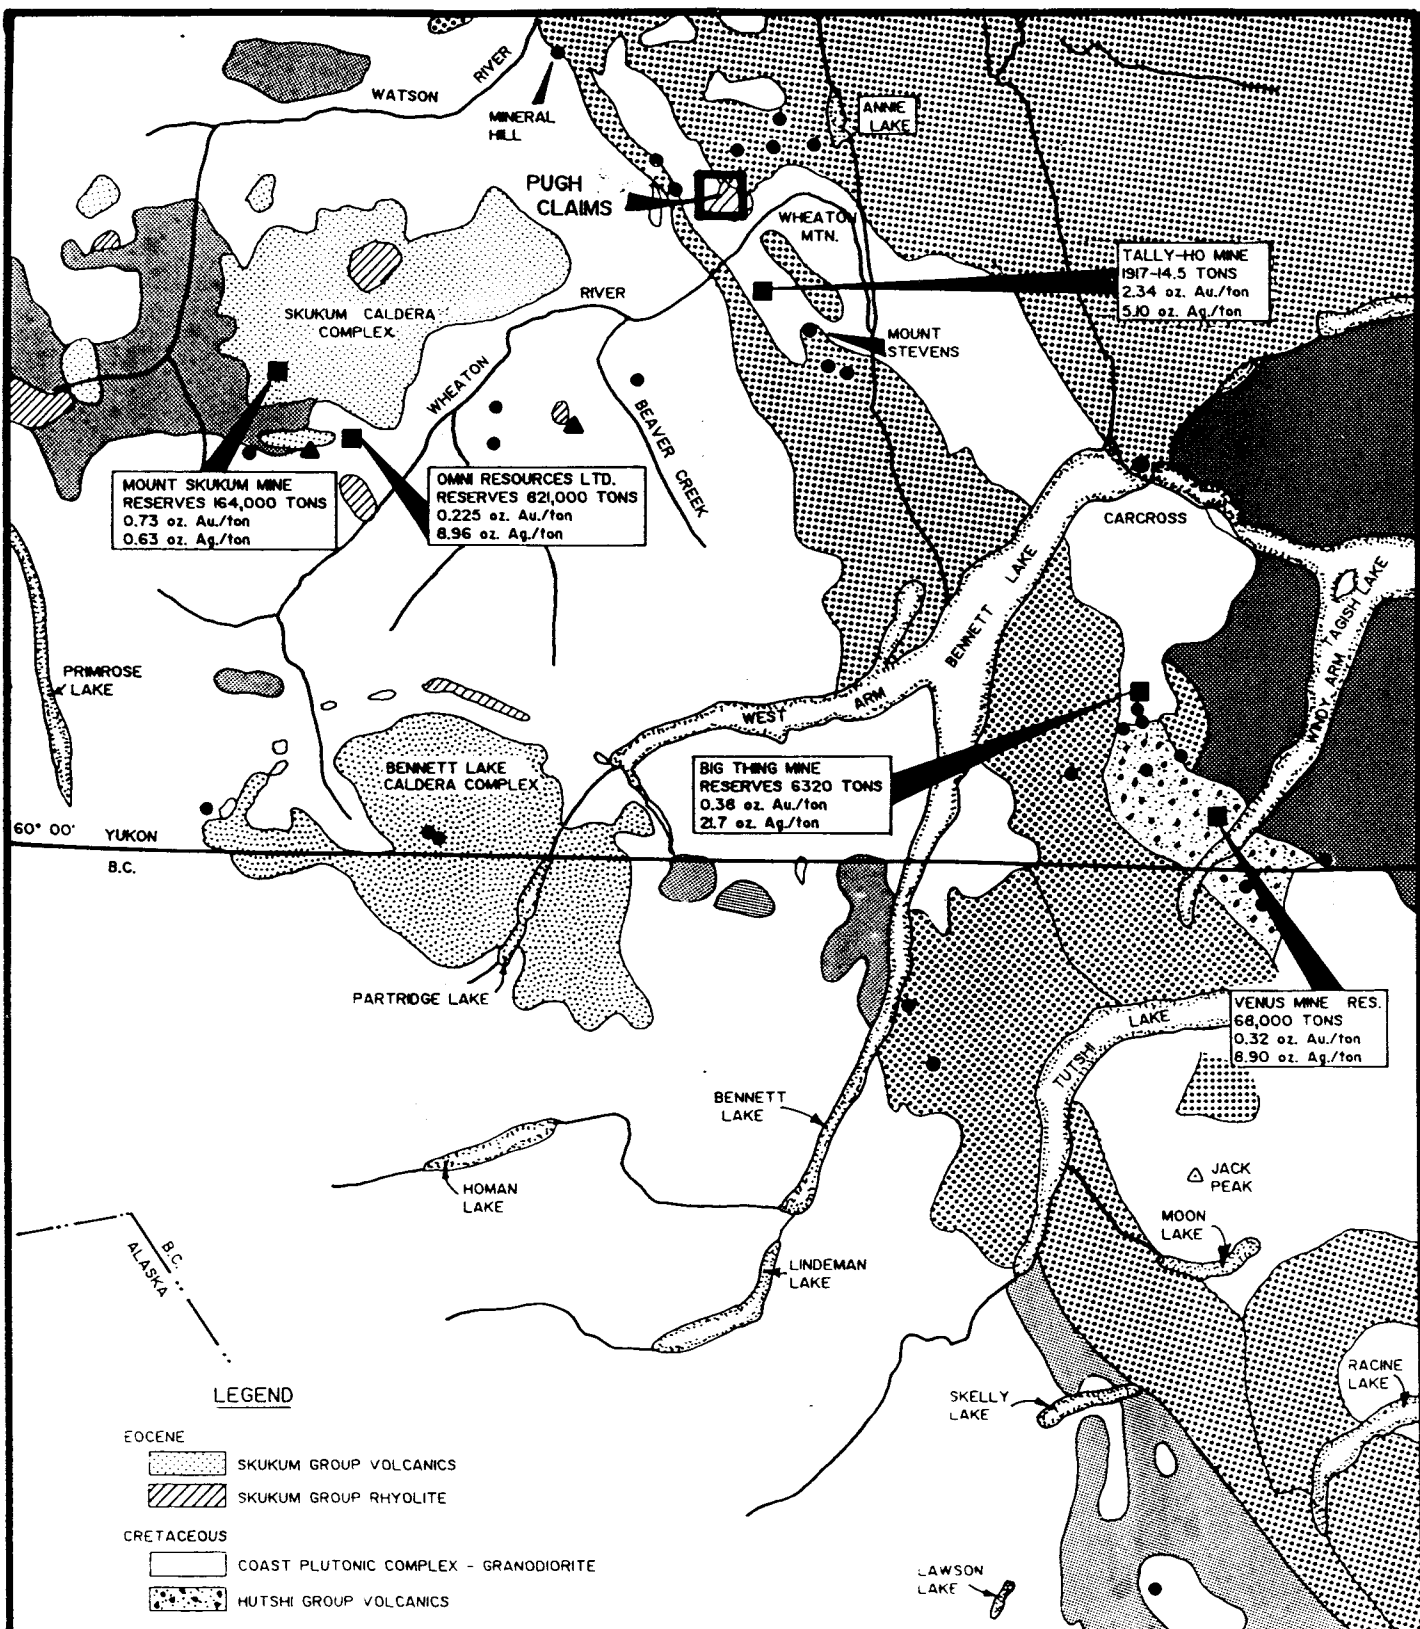 WATSON RIVER
MINERAL
HILL
ANNIE
LAKE
PUGH
CLAIMS
WHEATON
MTN.
TALLY-HO MINE
1917-14.5 TONS
2.34 oz. Au./ton
5.10 oz. Ag./ton
SKUKUM CALDERA
COMPLEX
WHEATON RIVER
MOUNT
STEVENS
BEAVER CREEK
MOUNT SKUKUM MINE
RESERVES 164,000 TONS
0.73 oz. Au./ton
0.63 oz. Ag./ton
OMNI RESOURCES LTD.
RESERVES 821,000 TONS
0.225 oz. Au./ton
8.96 oz. Ag./ton
CARCROSS
BENNETT LAKE
WINDY ARM TAGISH LAKE
PRIMROSE
LAKE
WEST ARM
BENNETT LAKE
CALDERA COMPLEX
BIG THING MINE
RESERVES 6320 TONS
0.38 oz. Au./ton
21.7 oz. Ag./ton
60° 00' YUKON
B.C.
PARTRIDGE LAKE
VENUS MINE RES.
68,000 TONS
0.32 oz. Au./ton
8.90 oz. Ag./ton
TUTSHI LAKE
BENNETT
LAKE
HOMAN
LAKE
JACK
PEAK
MOON
LAKE
B.C.
ALASKA
LINDEMAN
LAKE
RACINE
LAKE
SKELLY
LAKE
LEGEND
EOCENE
SKUKUM GROUP VOLCANICS
SKUKUM GROUP RHYOLITE
CRETACEOUS
COAST PLUTONIC COMPLEX - GRANODIORITE
HUTSHI GROUP VOLCANICS
LAWSON
LAKE